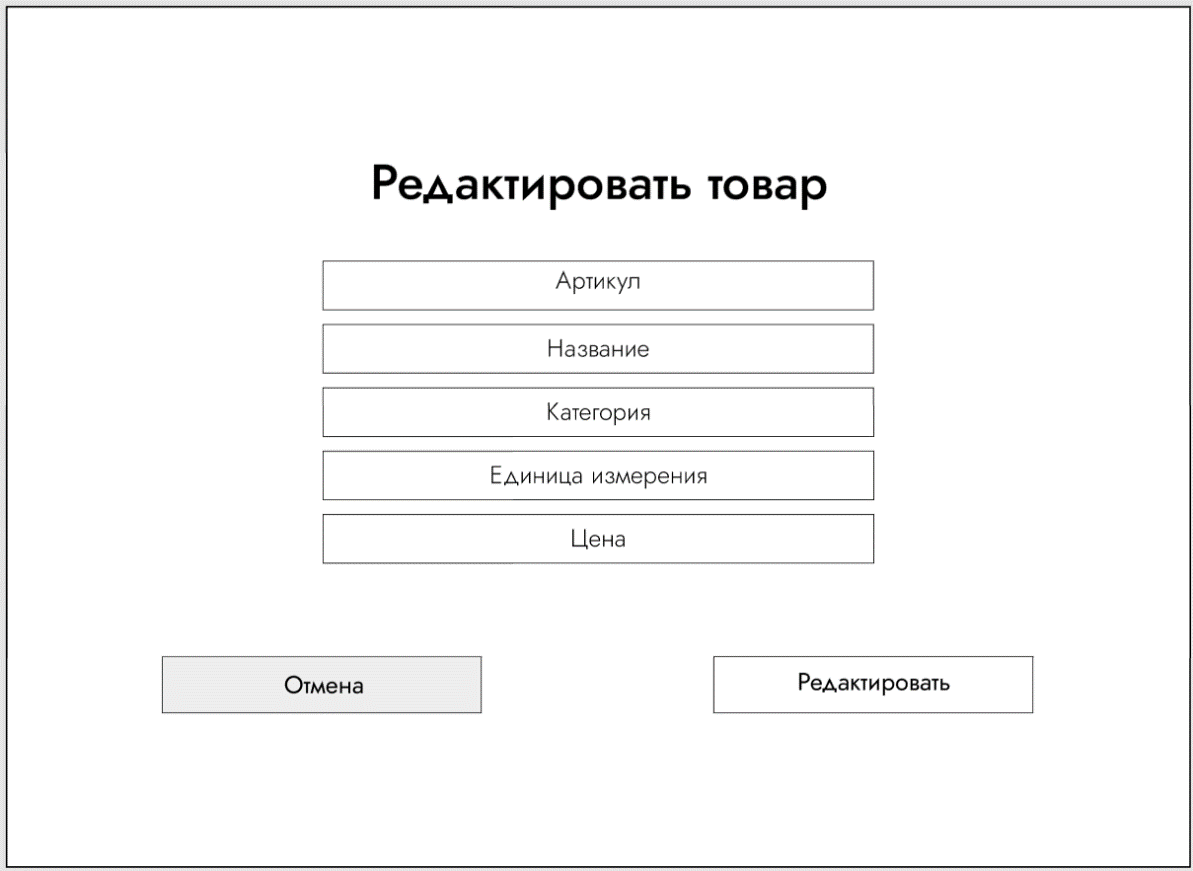 Редактировать товар
Артикул
Название
Категория
Единица измерения
Цена
Отмена
Редактировать